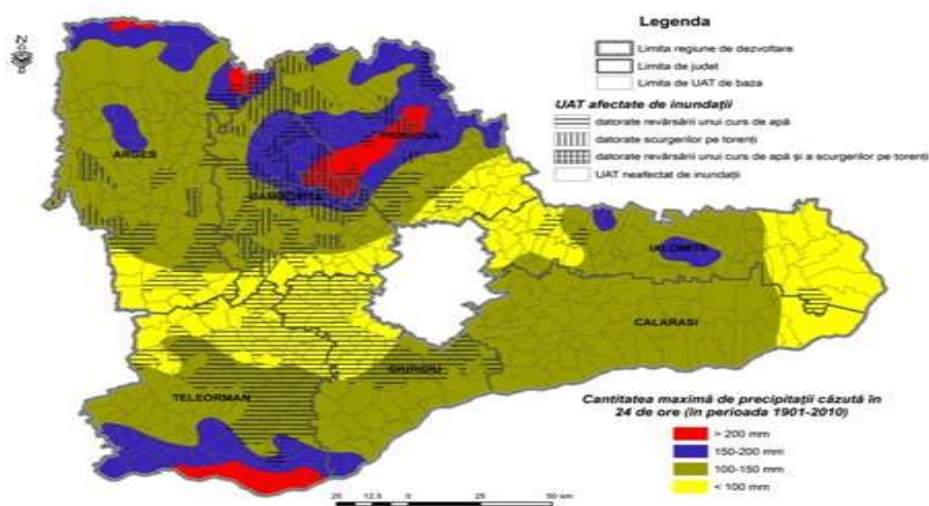 Legenda
Limita regiune de dezvoltare
Limita de judet
Limita de UAT de baza
UAT afectate de inundații
datorate revărsării unui curs de apă
datorate scurgerilor pe torenți
datorate revărsării unui curs de apă și a scurgerilor pe torenți
UAT neafectat de inundații
N
PRAHOVA
ARGES
DAMBOVITA
IALOMITA
CALARASI
GIURGIU
TELEORMAN
Cantitatea maximă de precipitații căzută în
24 de ore (în perioada 1901-2010)
> 200 mm
150-200 mm
100-150 mm
< 100 mm
25 12,5 0 25 50 km